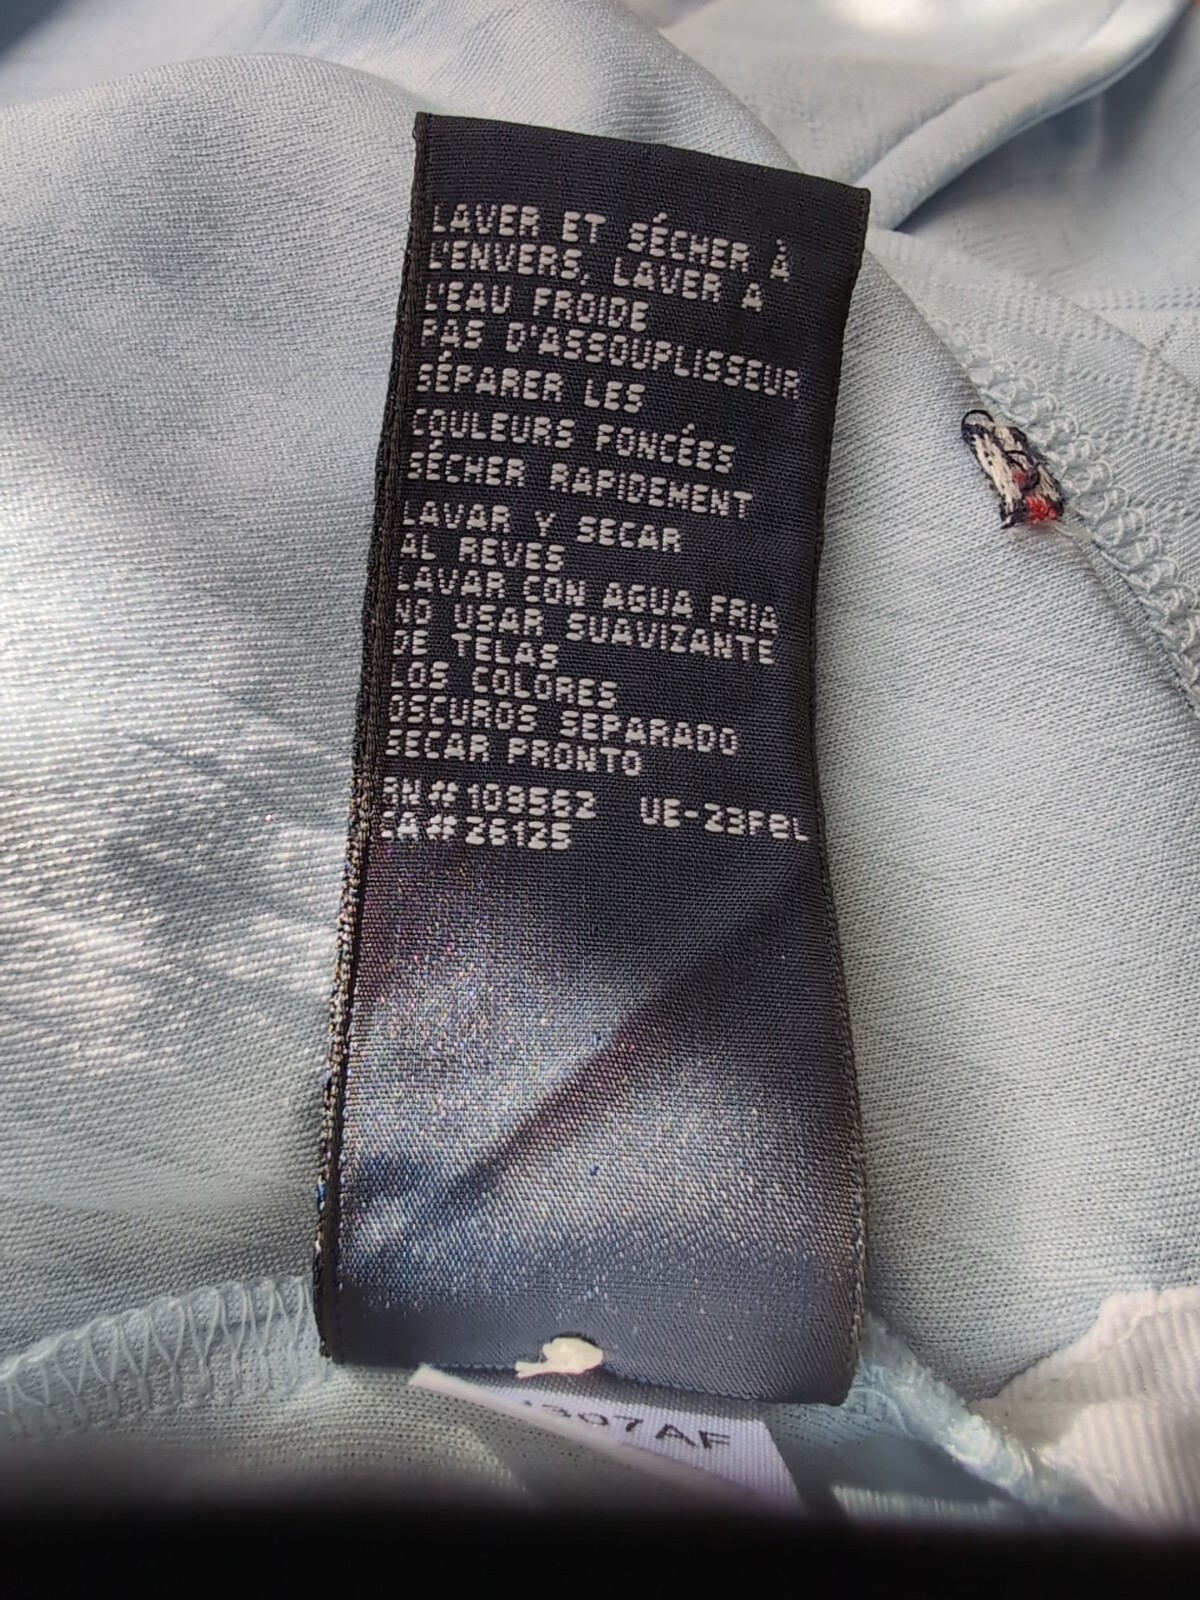 LAVER ET SÉCHER À
L'ENVERS, LAVER A
L'EAU FROIDE
PAS D'ASSOUPLISSEUR
SÉPARER LES
COULEURS FONCÉES
SÉCHER RAPIDEMENT
LAVAR Y SECAR
AL REVES
LAVAR CON AGUA FRIA
NO USAR SUAVIZANTE
DE TELAS
LOS COLORES
OSCUROS SEPARADO
SECAR PRONTO
RN#109562 UE-23F8L
CA#26125
307AF